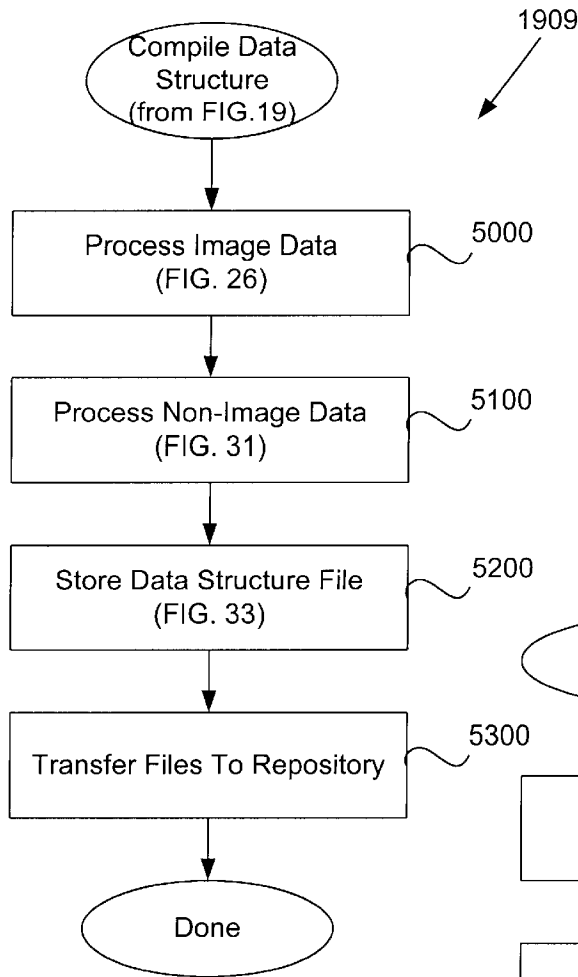 1909
Compile Data
Structure
(from FIG.19)
Process Image Data
(FIG. 26)
5000
Process Non-Image Data
(FIG. 31)
5100
Store Data Structure File
(FIG. 33)
5200
Transfer Files To Repository
5300
Done